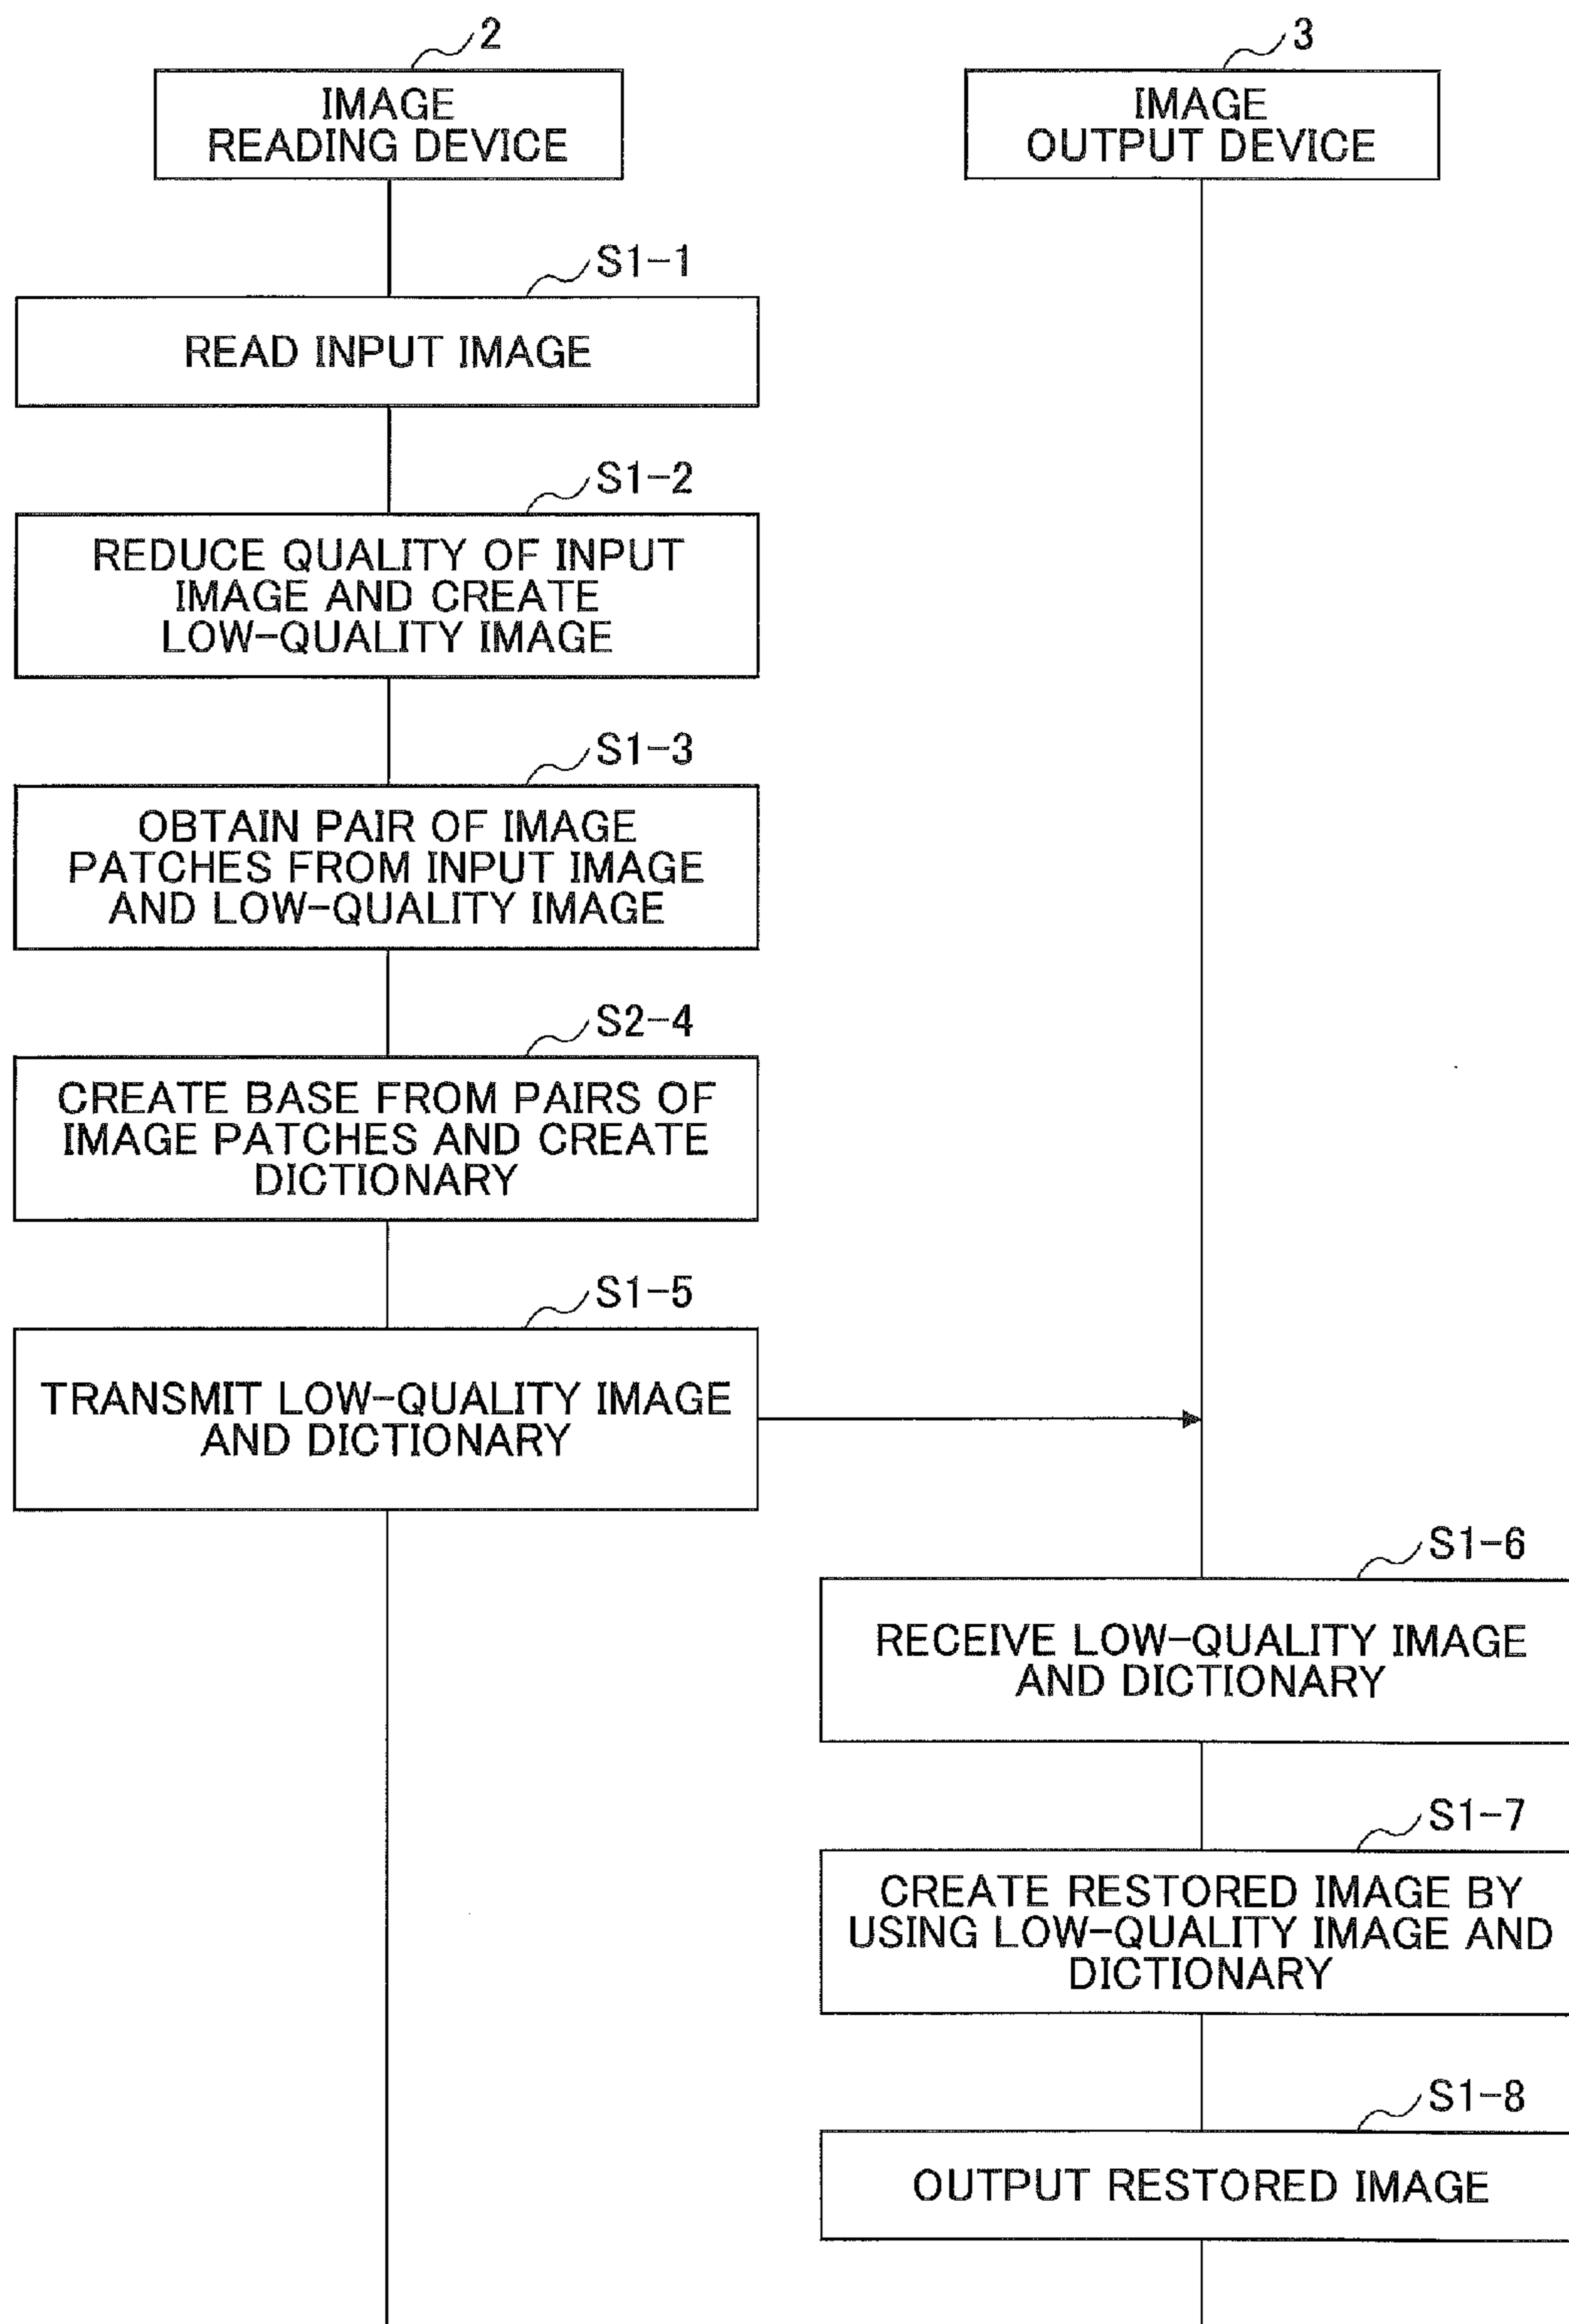 2
IMAGE
READING DEVICE
3
IMAGE
OUTPUT DEVICE
S1-1
READ INPUT IMAGE
S1-2
REDUCE QUALITY OF INPUT
IMAGE AND CREATE
LOW-QUALITY IMAGE
S1-3
OBTAIN PAIR OF IMAGE
PATCHES FROM INPUT IMAGE
AND LOW-QUALITY IMAGE
S2-4
CREATE BASE FROM PAIRS OF
IMAGE PATCHES AND CREATE
DICTIONARY
S1-5
TRANSMIT LOW-QUALITY IMAGE
AND DICTIONARY
S1-6
RECEIVE LOW-QUALITY IMAGE
AND DICTIONARY
S1-7
CREATE RESTORED IMAGE BY
USING LOW-QUALITY IMAGE AND
DICTIONARY
S1-8
OUTPUT RESTORED IMAGE